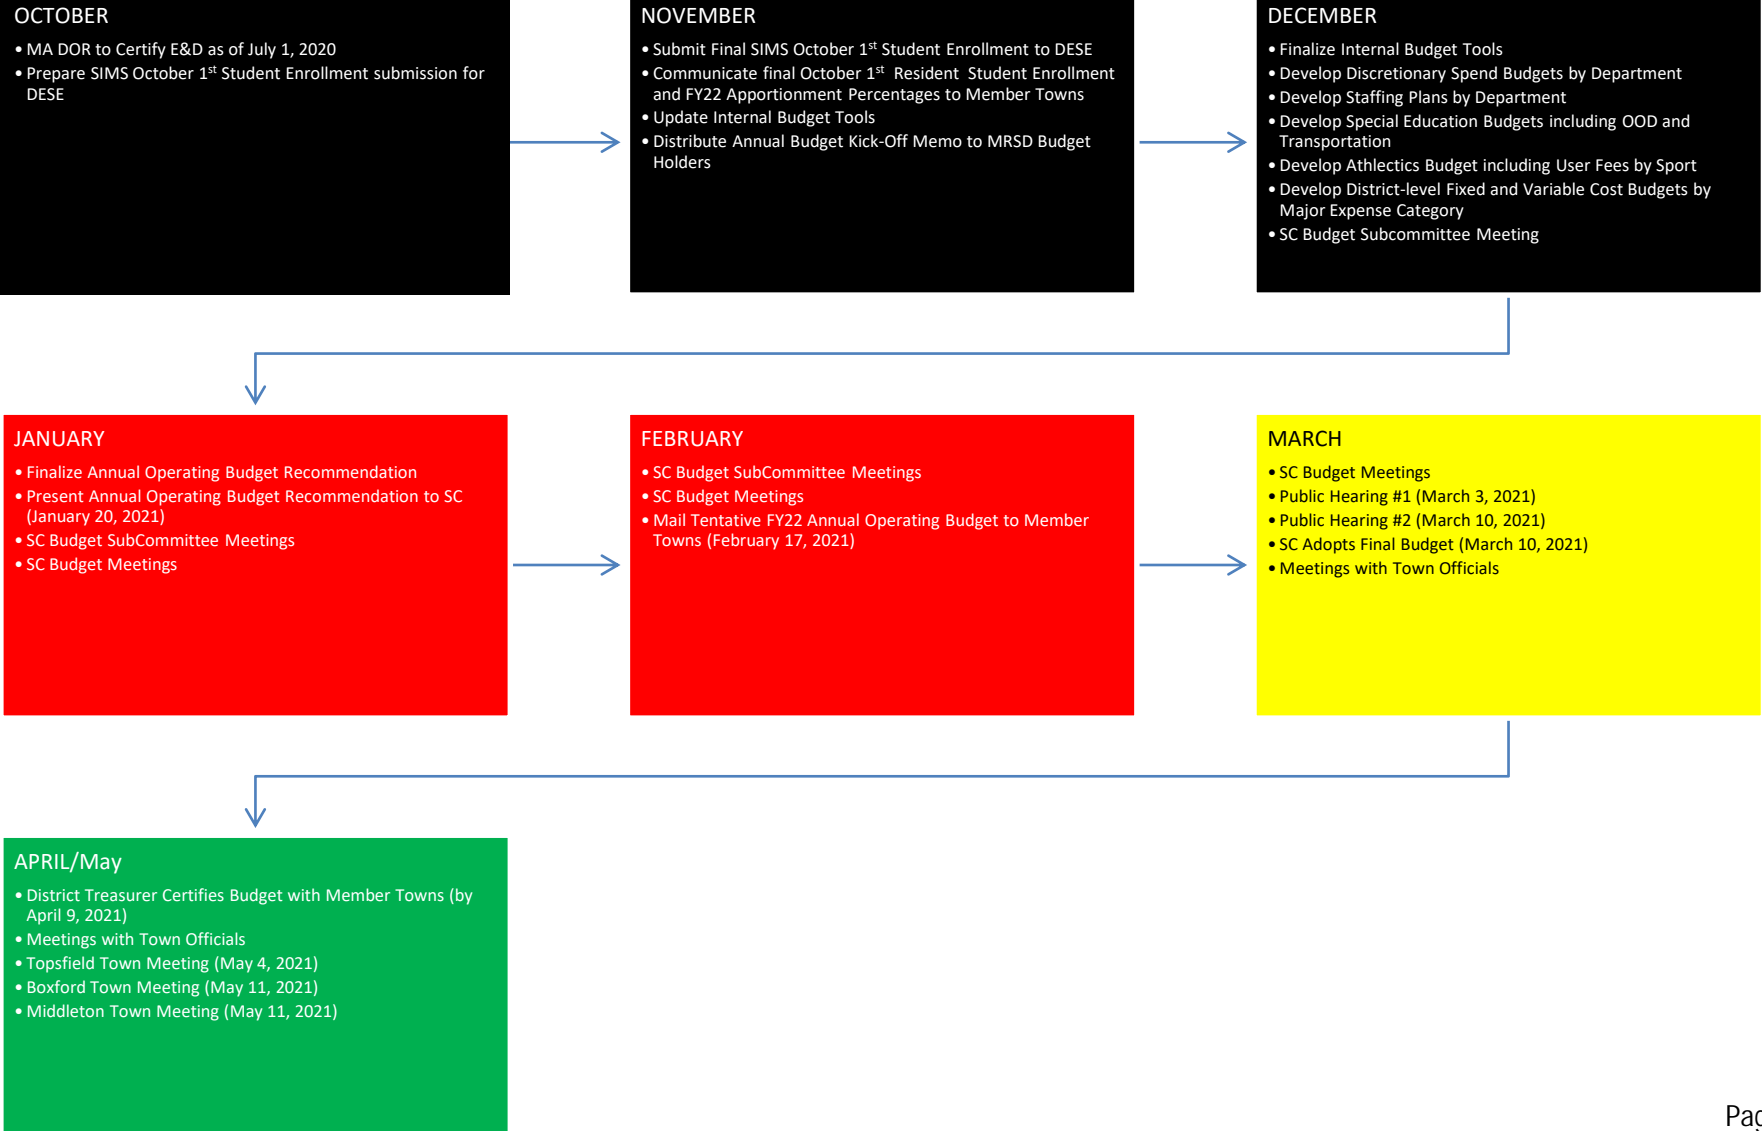 OCTOBER
• MA DOR to Certify E&D as of July 1, 2020
• Prepare SIMS October 1st Student Enrollment submission for
DESE
NOVEMBER
• Submit Final SIMS October 1st Student Enrollment to DESE
• Communicate final October 1st Resident Student Enrollment
and FY22 Apportionment Percentages to Member Towns
• Update Internal Budget Tools
• Distribute Annual Budget Kick-Off Memo to MRSD Budget
Holders
DECEMBER
• Finalize Internal Budget Tools
• Develop Discretionary Spend Budgets by Department
• Develop Staffing Plans by Department
• Develop Special Education Budgets including OOD and
Transportation
• Develop Athlectics Budget including User Fees by Sport
• Develop District-level Fixed and Variable Cost Budgets by
Major Expense Category
• SC Budget Subcommittee Meeting
JANUARY
• Finalize Annual Operating Budget Recommendation
• Present Annual Operating Budget Recommendation to SC
(January 20, 2021)
• SC Budget SubCommittee Meetings
• SC Budget Meetings
FEBRUARY
• SC Budget SubCommittee Meetings
• SC Budget Meetings
• Mail Tentative FY22 Annual Operating Budget to Member
Towns (February 17, 2021)
MARCH
• SC Budget Meetings
• Public Hearing #1 (March 3, 2021)
• Public Hearing #2 (March 10, 2021)
• SC Adopts Final Budget (March 10, 2021)
• Meetings with Town Officials
APRIL/May
• District Treasurer Certifies Budget with Member Towns (by
April 9, 2021)
• Meetings with Town Officials
• Topsfield Town Meeting (May 4, 2021)
• Boxford Town Meeting (May 11, 2021)
• Middleton Town Meeting (May 11, 2021)